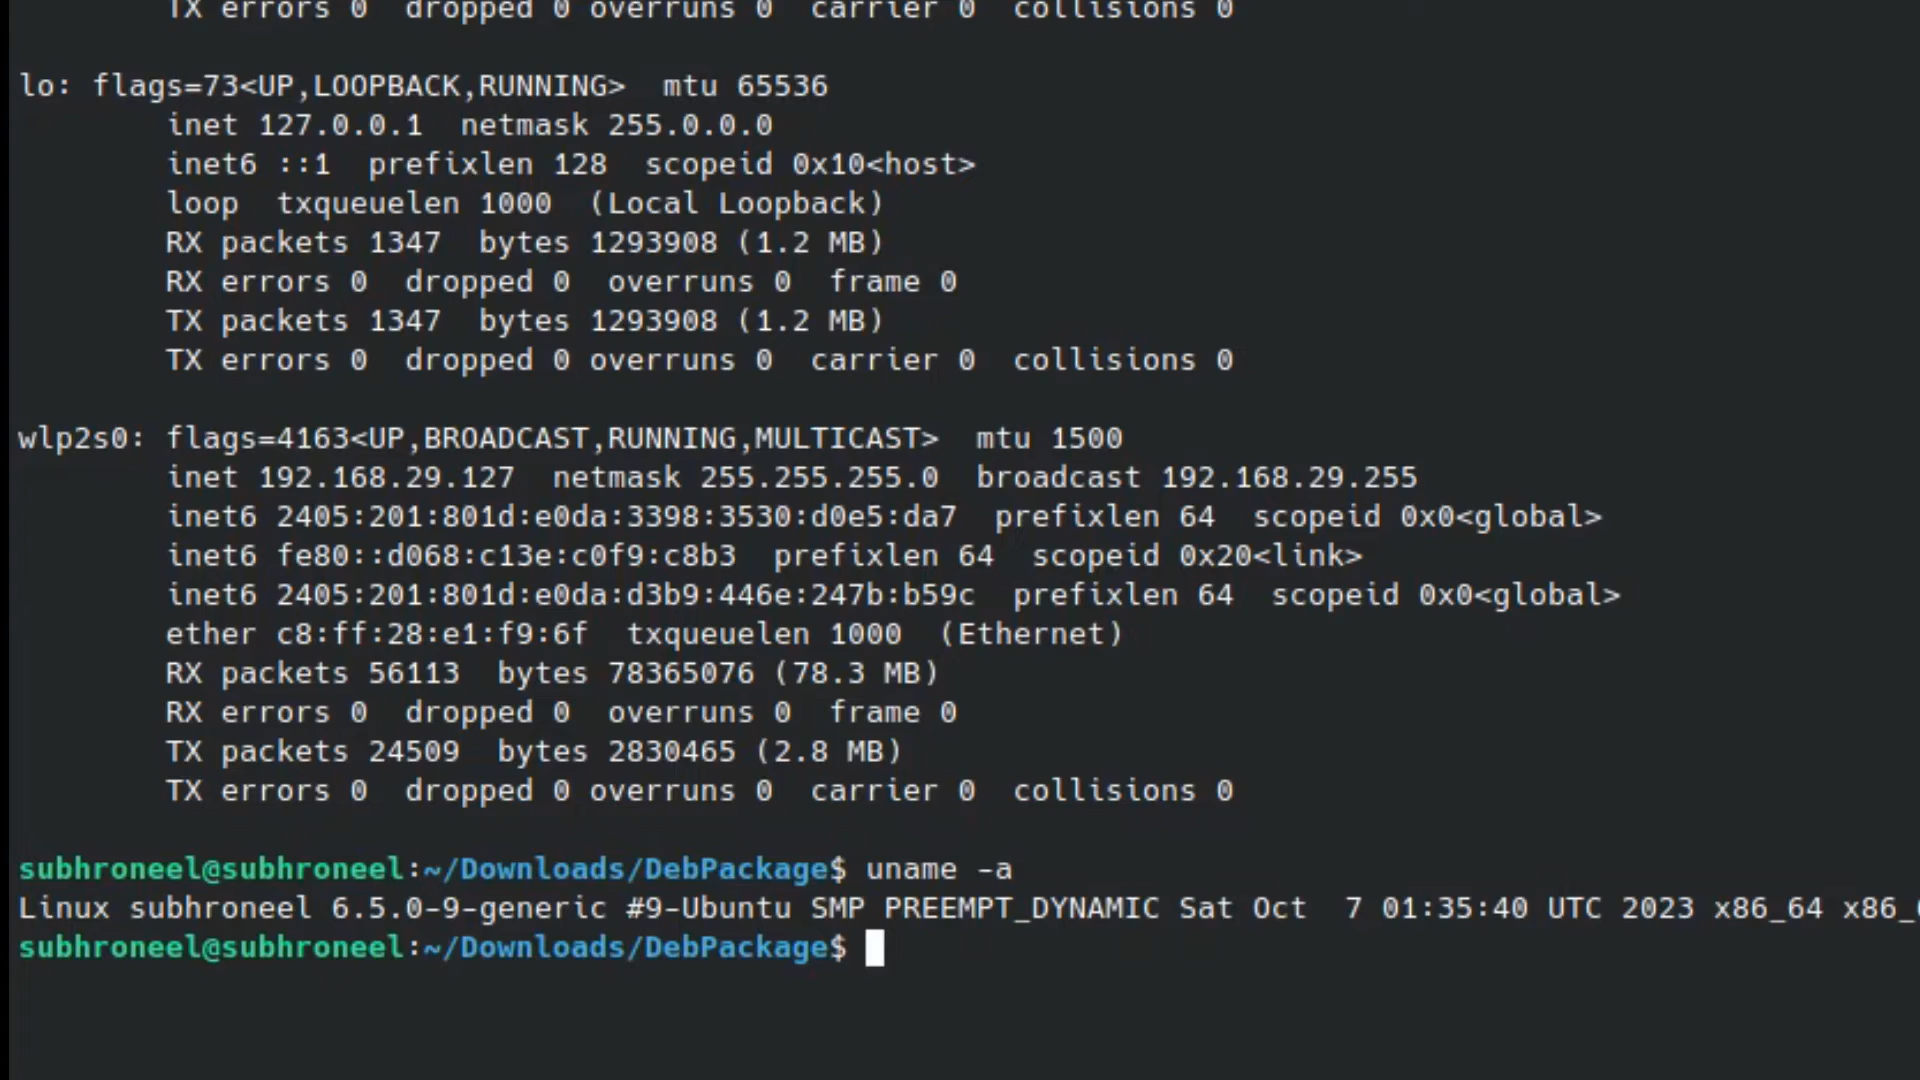 TX errors 0  dropped 0 overruns 0  carrier 0  collisions 0
lo: flags=73<UP,LOOPBACK,RUNNING>  mtu 65536
inet 127.0.0.1  netmask 255.0.0.0
inet6 ::1  prefixlen 128  scopeid 0x10<host>
loop  txqueuelen 1000  (Local Loopback)
RX packets 1347  bytes 1293908 (1.2 MB)
RX errors 0  dropped 0  overruns 0  frame 0
TX packets 1347  bytes 1293908 (1.2 MB)
TX errors 0  dropped 0 overruns 0  carrier 0  collisions 0
wlp2s0: flags=4163<UP,BROADCAST,RUNNING,MULTICAST>  mtu 1500
inet 192.168.29.127  netmask 255.255.255.0  broadcast 192.168.29.255
inet6 2405:201:801d:e0da:3398:3530:d0e5:da7  prefixlen 64  scopeid 0x0<global>
inet6 fe80::d068:c13e:c0f9:c8b3  prefixlen 64  scopeid 0x20<link>
inet6 2405:201:801d:e0da:d3b9:446e:247b:b59c  prefixlen 64  scopeid 0x0<global>
ether c8:ff:28:e1:f9:6f  txqueuelen 1000  (Ethernet)
RX packets 56113  bytes 78365076 (78.3 MB)
RX errors 0  dropped 0  overruns 0  frame 0
TX packets 24509  bytes 2830465 (2.8 MB)
TX errors 0  dropped 0 overruns 0  carrier 0  collisions 0
subhroneel@subhroneel:~/Downloads/DebPackage$ uname -a
Linux subhroneel 6.5.0-9-generic #9-Ubuntu SMP PREEMPT_DYNAMIC Sat Oct  7 01:35:40 UTC 2023 x86_64 x86_
subhroneel@subhroneel:~/Downloads/DebPackage$